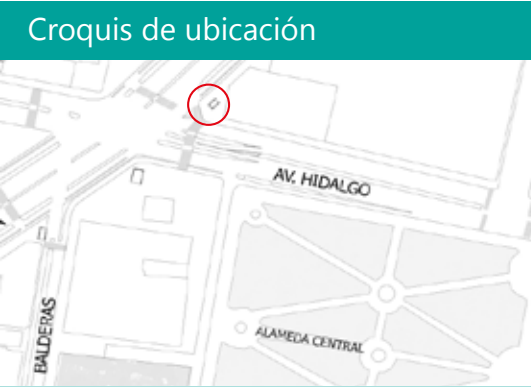 Croquis de ubicación
AV. HIDALGO
BALDERAS
ALAMEDA CENTRAL